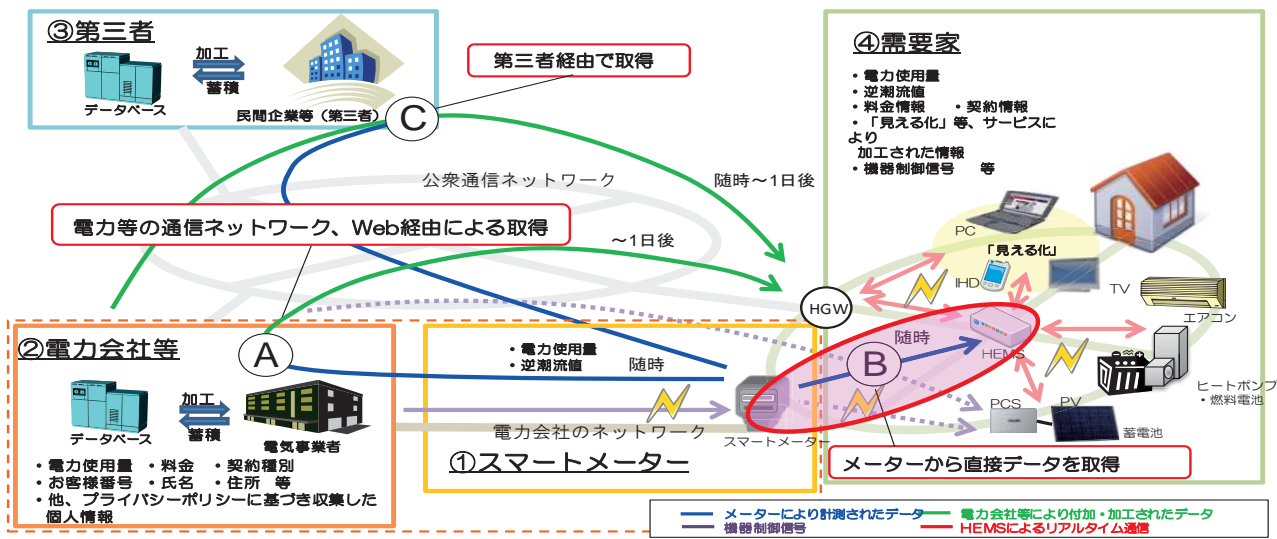 ③第三者
加工
蓄積
データベース
民間企業等（第三者）
第三者経由で取得
C
公衆通信ネットワーク
随時～1日後
電力等の通信ネットワーク、Web経由による取得
～1日後
④需要家
・電力使用量
・逆潮流値
・料金情報　・契約情報
・「見える化」等、サービスに
より
加工された情報
・機器制御信号　等
PC
「見える化」
IHD
TV
エアコン
HGW
随時
B
HEMS
ヒートポンプ
・燃料電池
PCS
PV
蓄電池
メーターから直接データを取得
②電力会社等
A
加工
蓄積
データベース
電気事業者
・電力使用量　・料金　・契約種別
・お客様番号　・氏名　・住所　等
・他、プライバシーポリシーに基づき収集した
個人情報
・電力使用量
・逆潮流値
随時
電力会社のネットワーク
スマートメーター
①スマートメーター
メーターにより計測されたデータ
電力会社等により付加・加工されたデータ
機器制御信号
HEMSによるリアルタイム通信